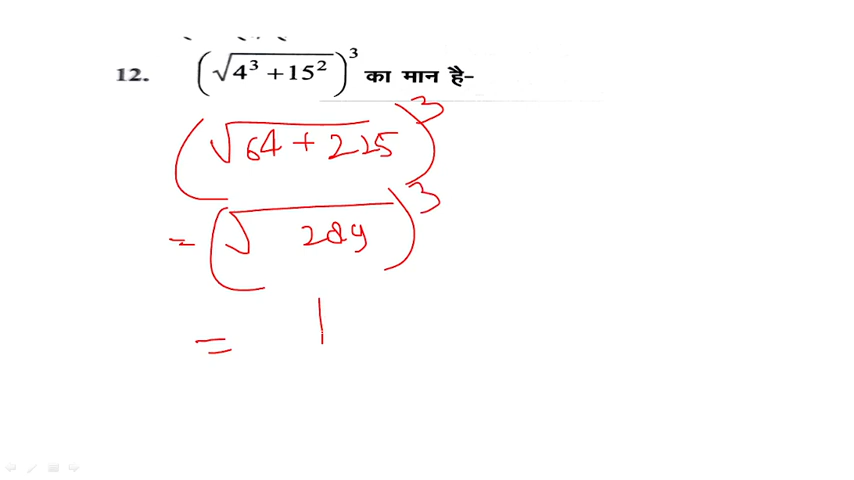 12. (√4³ + 15²)³ का मान है-
(√64 + 225)³
= (√289)³
= 1